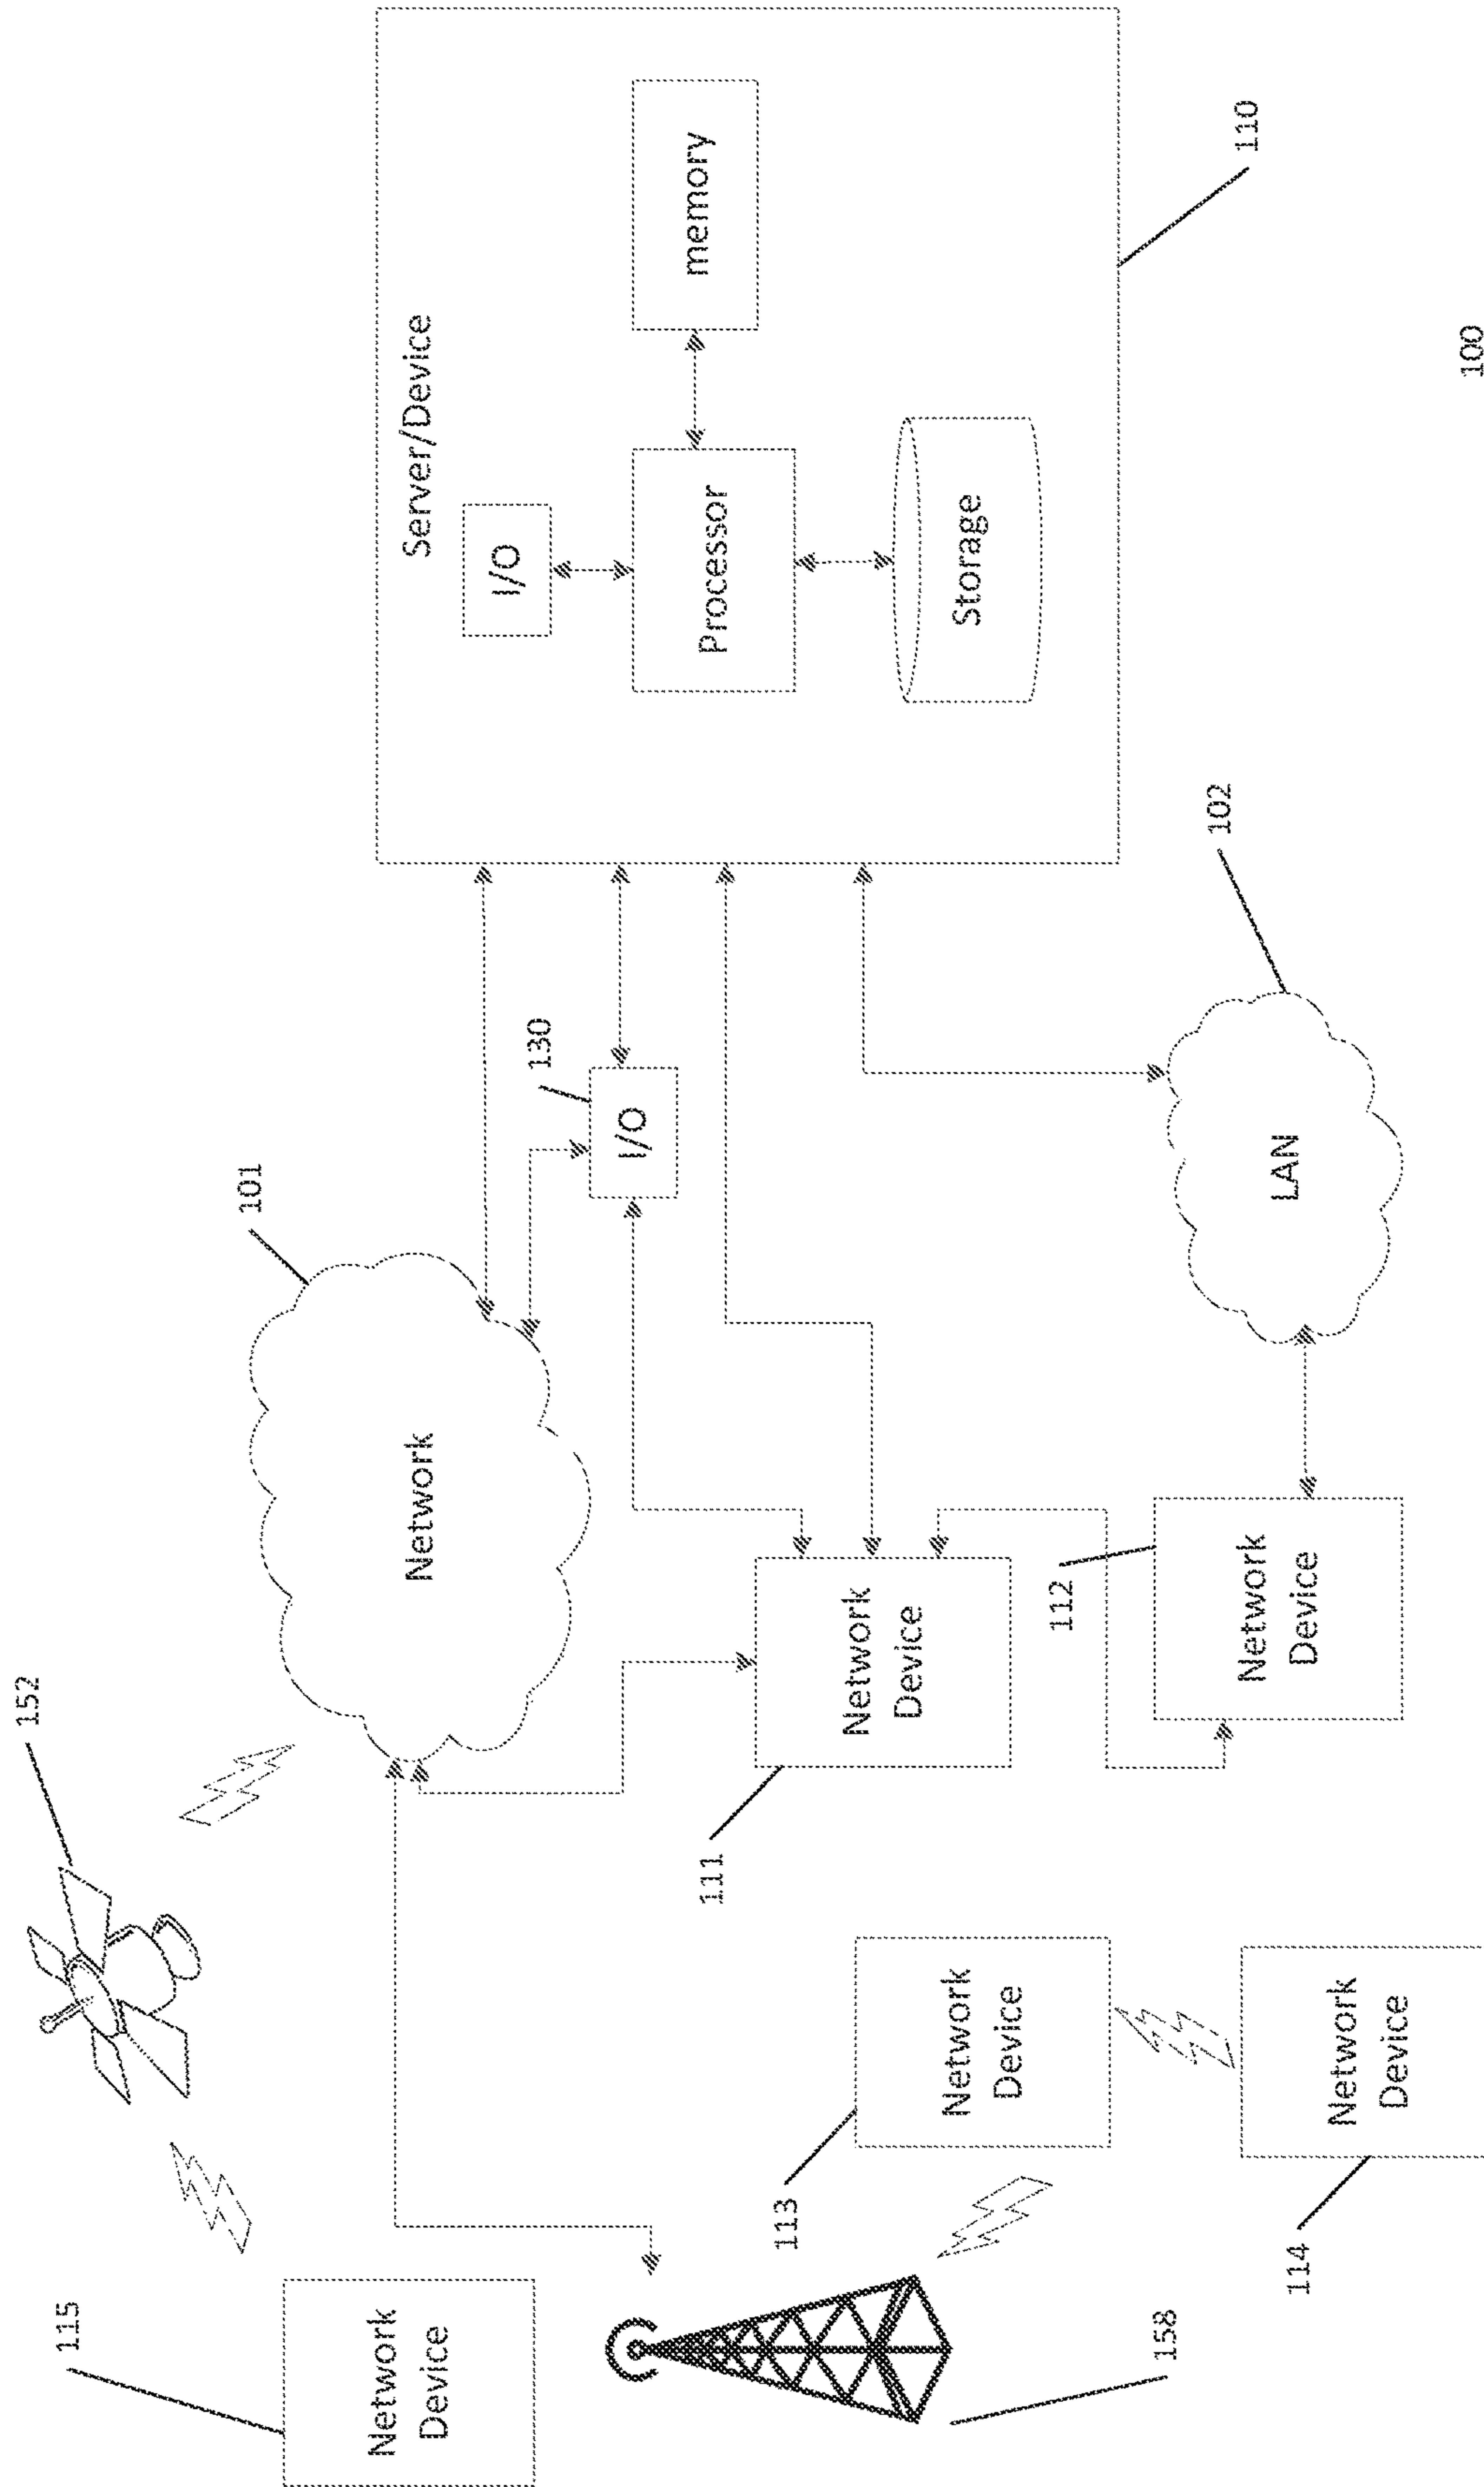 152
115
101
Network
Device
Network
Server/Device
I/O
130
I/O
memory
Processor
111
113
Network
Device
Network
Device
Storage
112
158
102
110
Network
Device
LAN
114
Network
Device
100